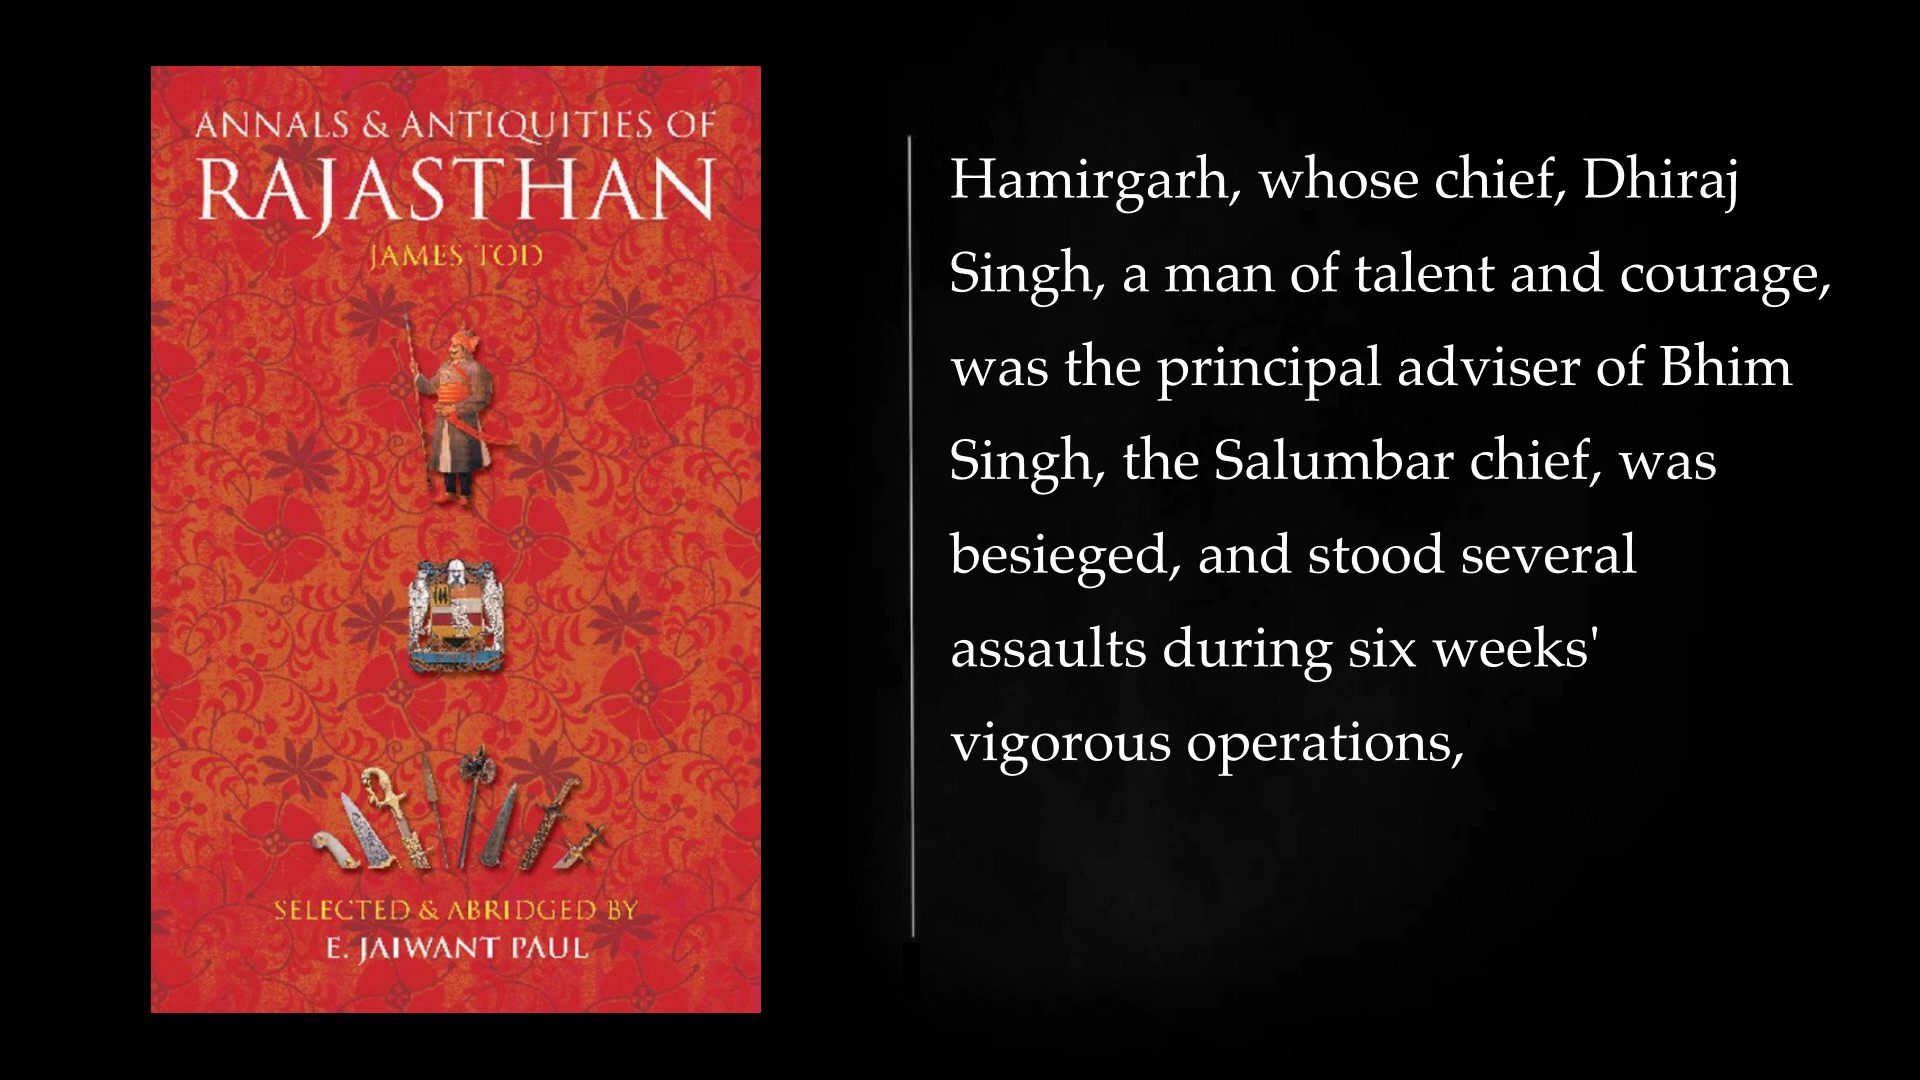 ANNALS & ANTIQUITIES OF
RAJASTHAN
JAMES TOD
SELECTED & ABRIDGED BY
E. JAIWANT PAUL
Hamirgarh, whose chief, Dhiraj
Singh, a man of talent and courage,
was the principal adviser of Bhim
Singh, the Salumbar chief, was
besieged, and stood several
assaults during six weeks'
vigorous operations,